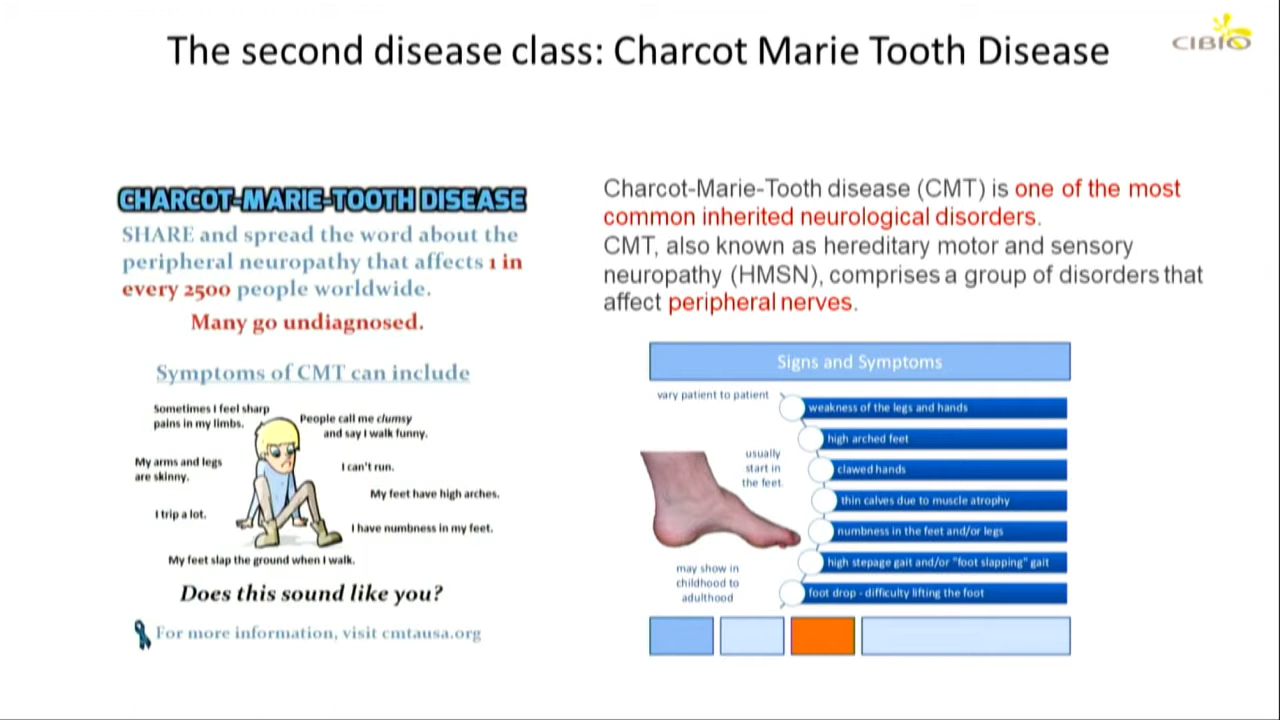 The second disease class: Charcot Marie Tooth Disease
CIBIO
CHARCOT-MARIE-TOOTH DISEASE
SHARE and spread the word about the
peripheral neuropathy that affects 1 in
every 2500 people worldwide.
Many go undiagnosed.
Symptoms of CMT can include
Sometimes I feel sharp
pains in my limbs.
People call me clumsy
and say I walk funny.
My arms and legs
are skinny.
I can't run.
My feet have high arches.
I trip a lot.
I have numbness in my feet.
My feet slap the ground when I walk.
Does this sound like you?
For more information, visit cmtausa.org
Charcot-Marie-Tooth disease (CMT) is one of the most
common inherited neurological disorders.
CMT, also known as hereditary motor and sensory
neuropathy (HMSN), comprises a group of disorders that
affect peripheral nerves.
Signs and Symptoms
vary patient to patient
weakness of the legs and hands
high arched feet
usually
start in
the feet
clawed hands
thin calves due to muscle atrophy
numbness in the feet and/or legs
high stepage gait and/or "foot slapping" gait
may show in
childhood to
adulthood
foot drop - difficulty lifting the foot